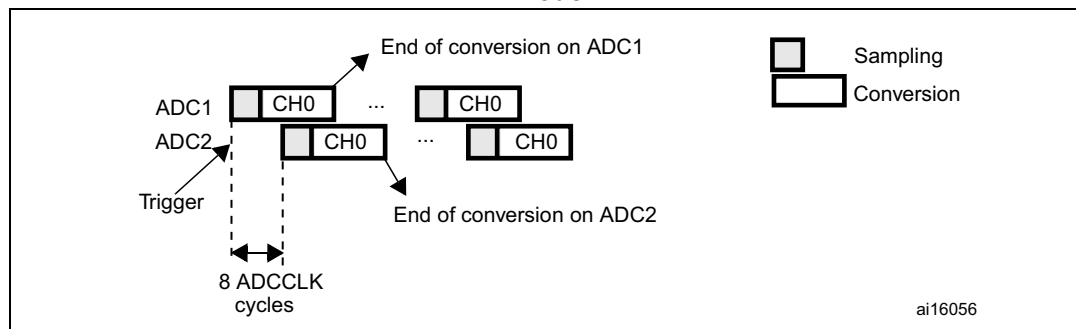 End of conversion on ADC1
Sampling
Conversion
ADC1
CH0
...
CH0
ADC2
CH0
...
CH0
Trigger
End of conversion on ADC2
8 ADCCLK
cycles
ai16056